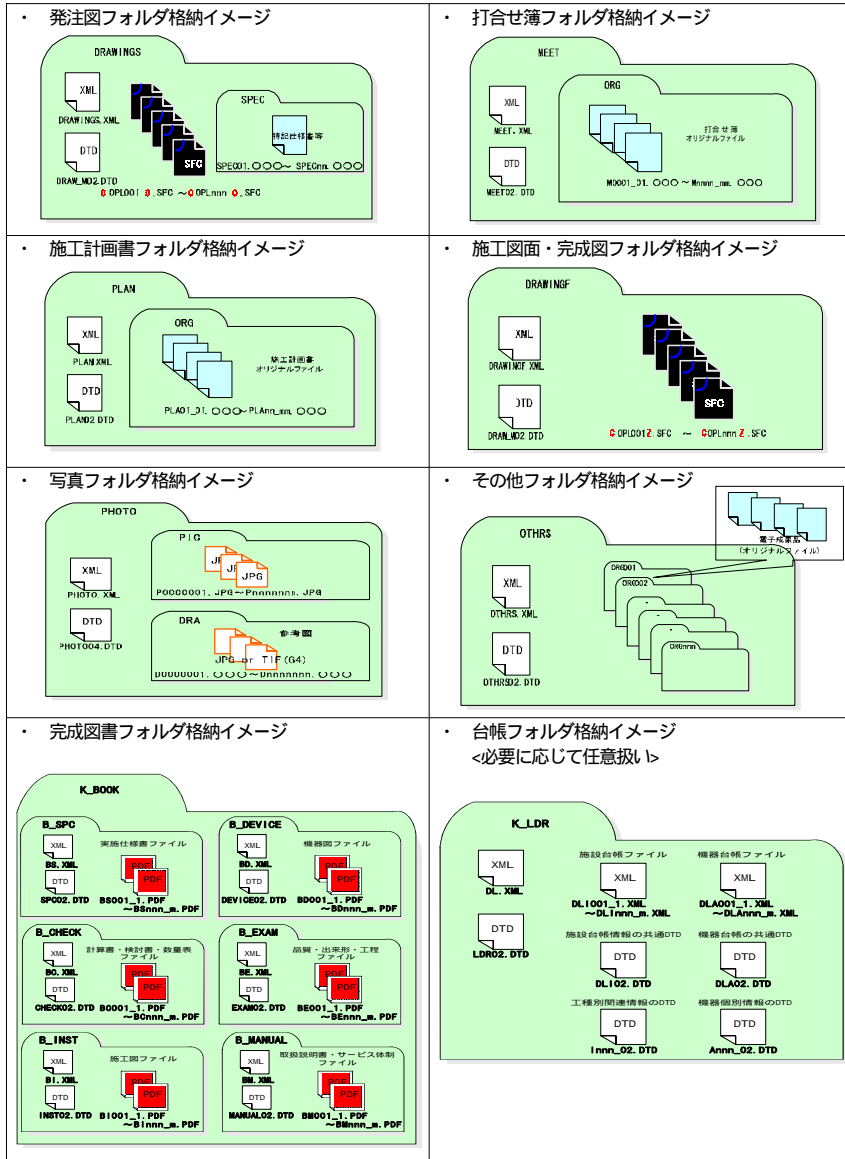 ・ 発注図フォルダ格納イメージ
DRAWINGS
XML
DRAWINGS.XML
DTD
DRAW_M02.DTD
SFC
C0PL001 0.SFC ～C0PLnnn 0.SFC
SPEC
特記仕様書等
SPEC01.○○○～ SPECnn.○○○
・ 打合せ簿フォルダ格納イメージ
MEET
XML
MEET.XML
DTD
MEET02.DTD
ORG
打合せ簿
オリジナルファイル
M0001_01.○○○～Mnnnn_mm.○○○
・ 施工計画書フォルダ格納イメージ
PLAN
XML
PLAN.XML
DTD
PLAN02.DTD
ORG
施工計画書
オリジナルファイル
PLA01_01.○○○～PLAnn_mm.○○○
・ 施工図面・完成図フォルダ格納イメージ
DRAWINGF
XML
DRAWINGF.XML
DTD
DRAW_M02.DTD
SFC
C0PL001Z.SFC ～ C0PLnnnZ.SFC
・ 写真フォルダ格納イメージ
PHOTO
XML
PHOTO.XML
DTD
PHOTO04.DTD
PIC
JPG
P0000001.JPG～Pnnnnnnn.JPG
DRA
参考図
JPG or TIF(G4)
D0000001.○○○～Dnnnnnnn.○○○
・ その他フォルダ格納イメージ
電子成果品
(オリジナルファイル)
OTHRS
XML
OTHRS.XML
DTD
OTHRS02.DTD
ORG001
ORG002
ORGnnn
・ 完成図書フォルダ格納イメージ
K_BOOK
B_SPC
XML
BS.XML
DTD
SPC02.DTD
実施仕様書ファイル
PDF
PDF
BS001_1.PDF
～BSnnn_m.PDF
B_DEVICE
XML
BD.XML
DTD
DEVICE02.DTD
機器図ファイル
PDF
PDF
BD001_1.PDF
～BDnnn_m.PDF
B_CHECK
XML
BC.XML
DTD
CHECK02.DTD
計算書・検討書・数量表
ファイル
PDF
PDF
BC001_1.PDF
～BCnnn_m.PDF
B_EXAM
XML
BE.XML
DTD
EXAM02.DTD
品質・出来形・工程
ファイル
PDF
PDF
BE001_1.PDF
～BEnnn_m.PDF
B_INST
XML
BI.XML
DTD
INST02.DTD
施工図ファイル
PDF
PDF
BI001_1.PDF
～BInnn_m.PDF
B_MANUAL
XML
BM.XML
DTD
MANUAL02.DTD
取扱説明書・サービス体制
ファイル
PDF
PDF
BM001_1.PDF
～BMnnn_m.PDF
・ 台帳フォルダ格納イメージ
<必要に応じて任意扱い>
K_LDR
XML
DL.XML
DTD
LDR02.DTD
施設台帳ファイル
XML
DLI001_1.XML
～DLInnn_m.XML
機器台帳ファイル
XML
DLA001_1.XML
～DLAnnn_m.XML
施設台帳情報の共通DTD
DTD
DLI02.DTD
機器台帳の共通DTD
DTD
DLA02.DTD
工種別関連情報のDTD
DTD
Innn_02.DTD
機器個別情報のDTD
DTD
Annn_02.DTD